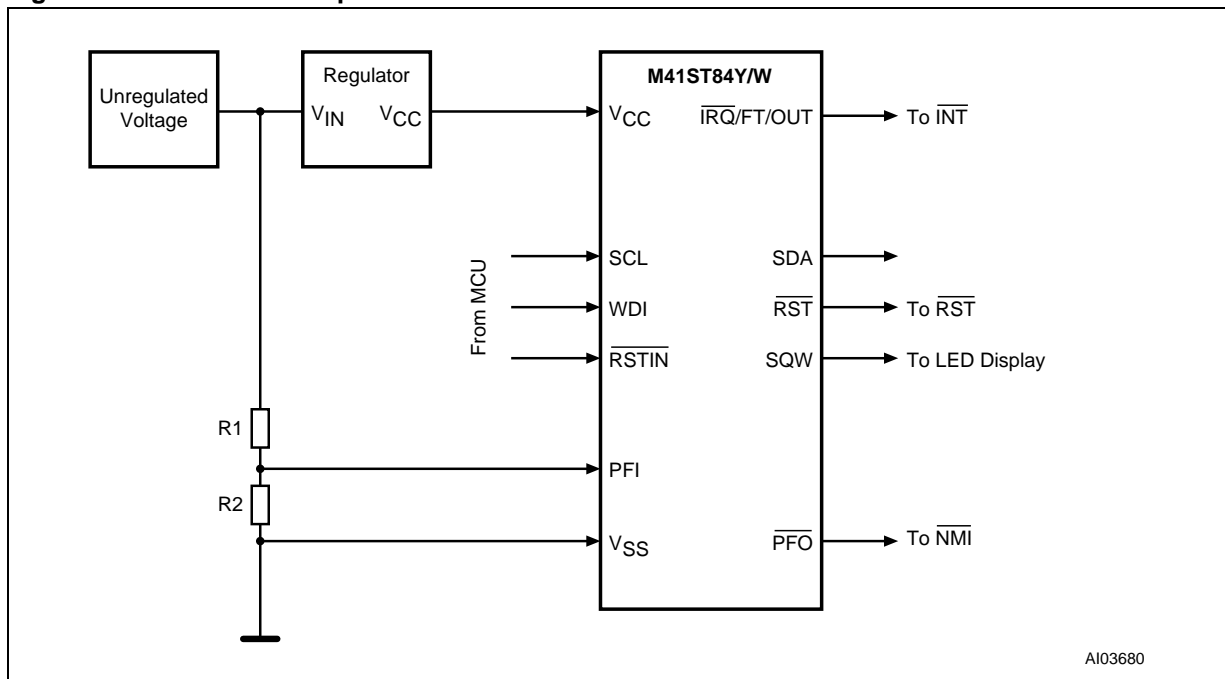 Unregulated
Voltage
Regulator
VIN VCC
M41ST84Y/W
VCC
IRQ/FT/OUT
To INT
From MCU
SCL
SDA
WDI
RST
To RST
RSTIN
SQW
To LED Display
R1
PFI
R2
VSS
PFO
To NMI
AI03680